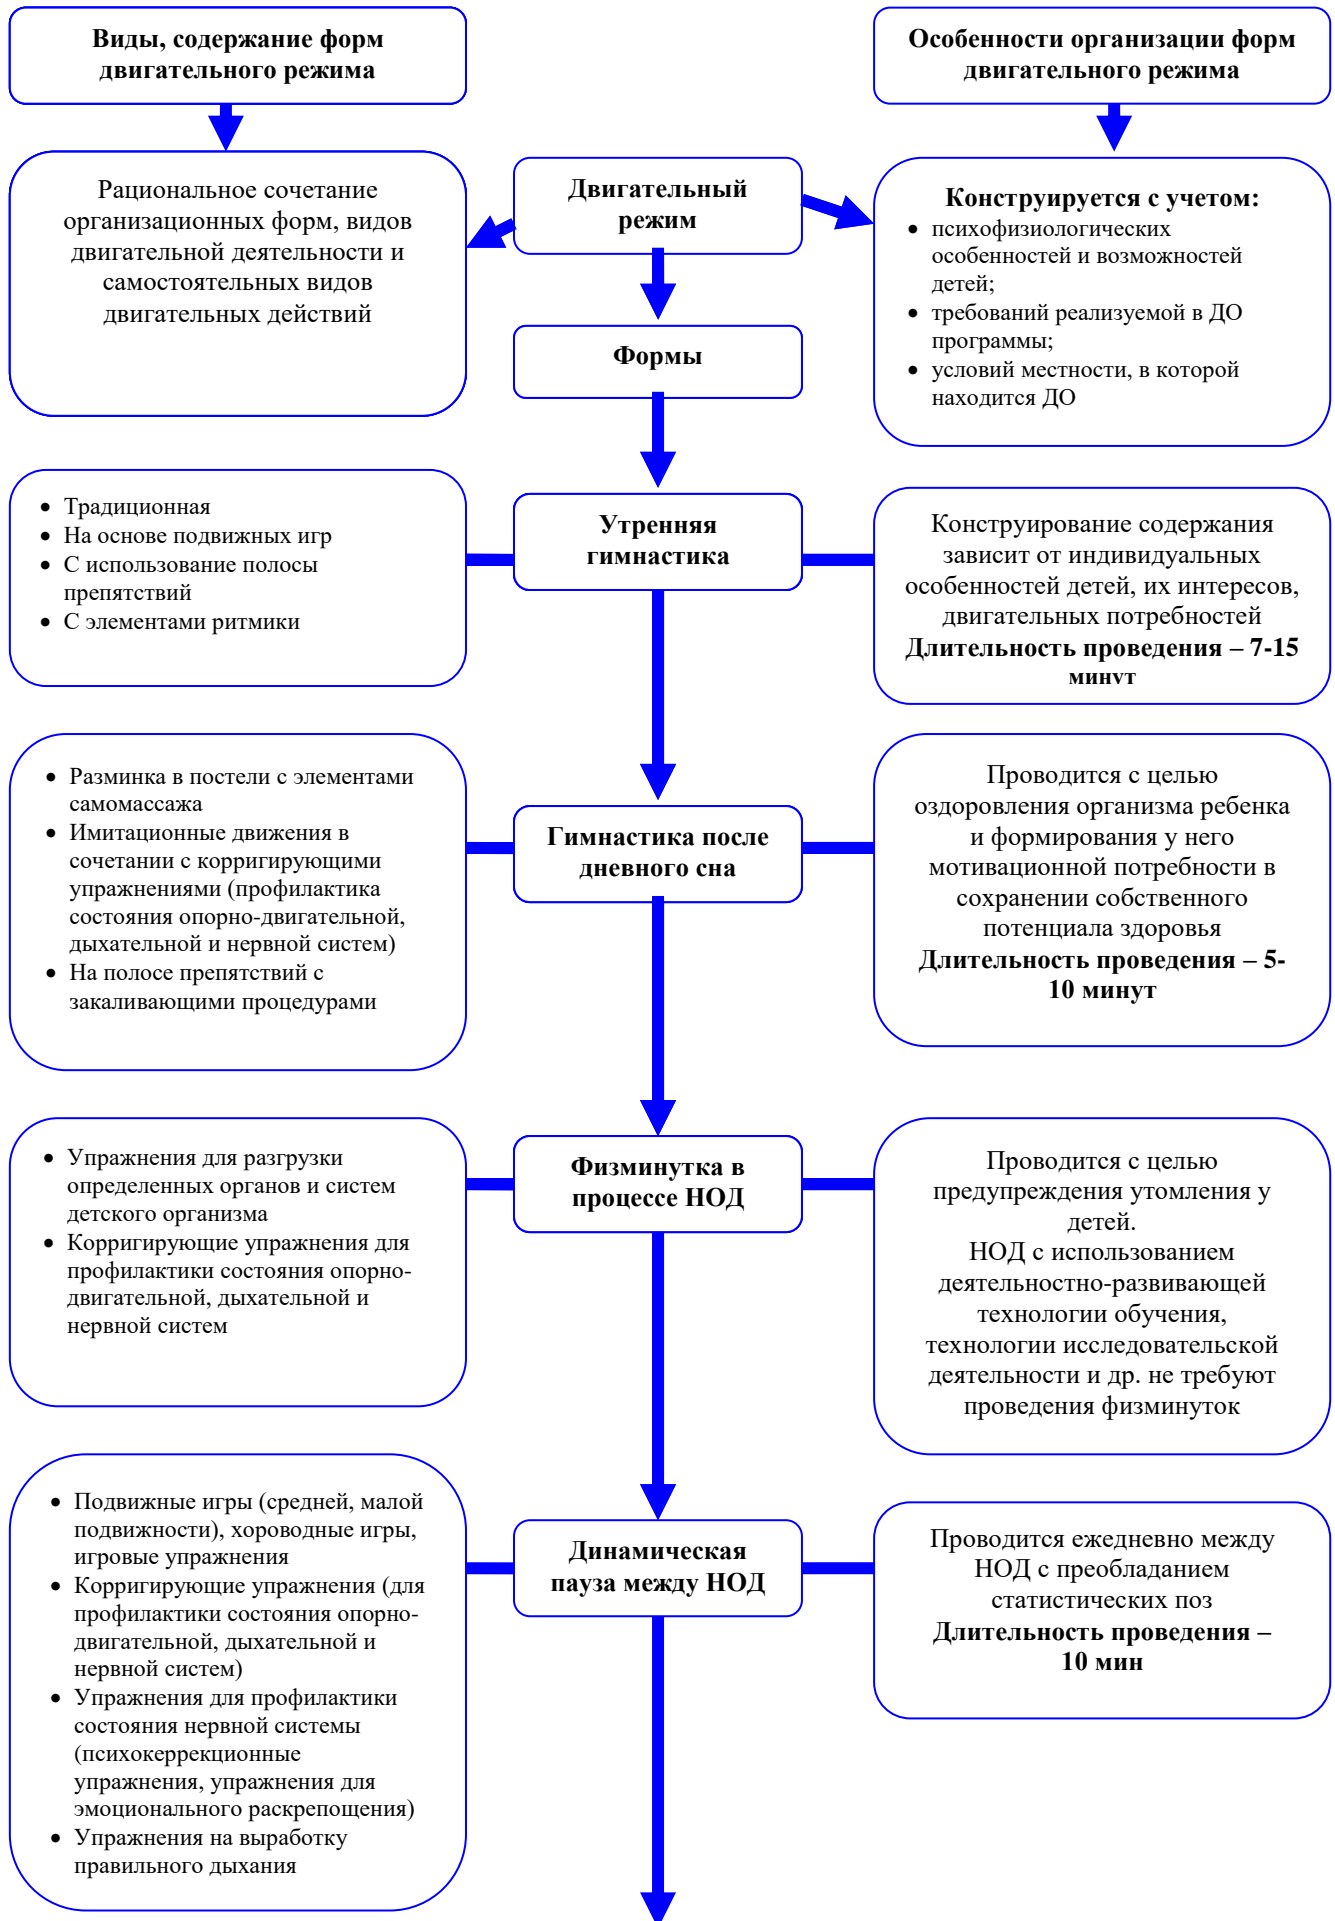 Виды, содержание форм
двигательного режима
Особенности организации форм
двигательного режима
Рациональное сочетание
организационных форм, видов
двигательной деятельности и
самостоятельных видов
двигательных действий
Двигательный
режим
Конструируется с учетом:
• психофизиологических
особенностей и возможностей
детей;
• требований реализуемой в ДО
программы;
• условий местности, в которой
находится ДО
Формы
• Традиционная
• На основе подвижных игр
• С использование полосы
препятствий
• С элементами ритмики
Утренняя
гимнастика
Конструирование содержания
зависит от индивидуальных
особенностей детей, их интересов,
двигательных потребностей
Длительность проведения – 7-15
минут
• Разминка в постели с элементами
самомассажа
• Имитационные движения в
сочетании с корригирующими
упражнениями (профилактика
состояния опорно-двигательной,
дыхательной и нервной систем)
• На полосе препятствий с
закаливающими процедурами
Гимнастика после
дневного сна
Проводится с целью
оздоровления организма ребенка
и формирования у него
мотивационной потребности в
сохранении собственного
потенциала здоровья
Длительность проведения – 5-
10 минут
• Упражнения для разгрузки
определенных органов и систем
детского организма
• Корригирующие упражнения для
профилактики состояния опорно-
двигательной, дыхательной и
нервной систем
Физминутка в
процессе НОД
Проводится с целью
предупреждения утомления у
детей.
НОД с использованием
деятельностно-развивающей
технологии обучения,
технологии исследовательской
деятельности и др. не требуют
проведения физминуток
• Подвижные игры (средней, малой
подвижности), хороводные игры,
игровые упражнения
• Корригирующие упражнения (для
профилактики состояния опорно-
двигательной, дыхательной и
нервной систем)
• Упражнения для профилактики
состояния нервной системы
(психокеррекционные
упражнения, упражнения для
эмоционального раскрепощения)
• Упражнения на выработку
правильного дыхания
Динамическая
пауза между НОД
Проводится ежедневно между
НОД с преобладанием
статистических поз
Длительность проведения –
10 мин